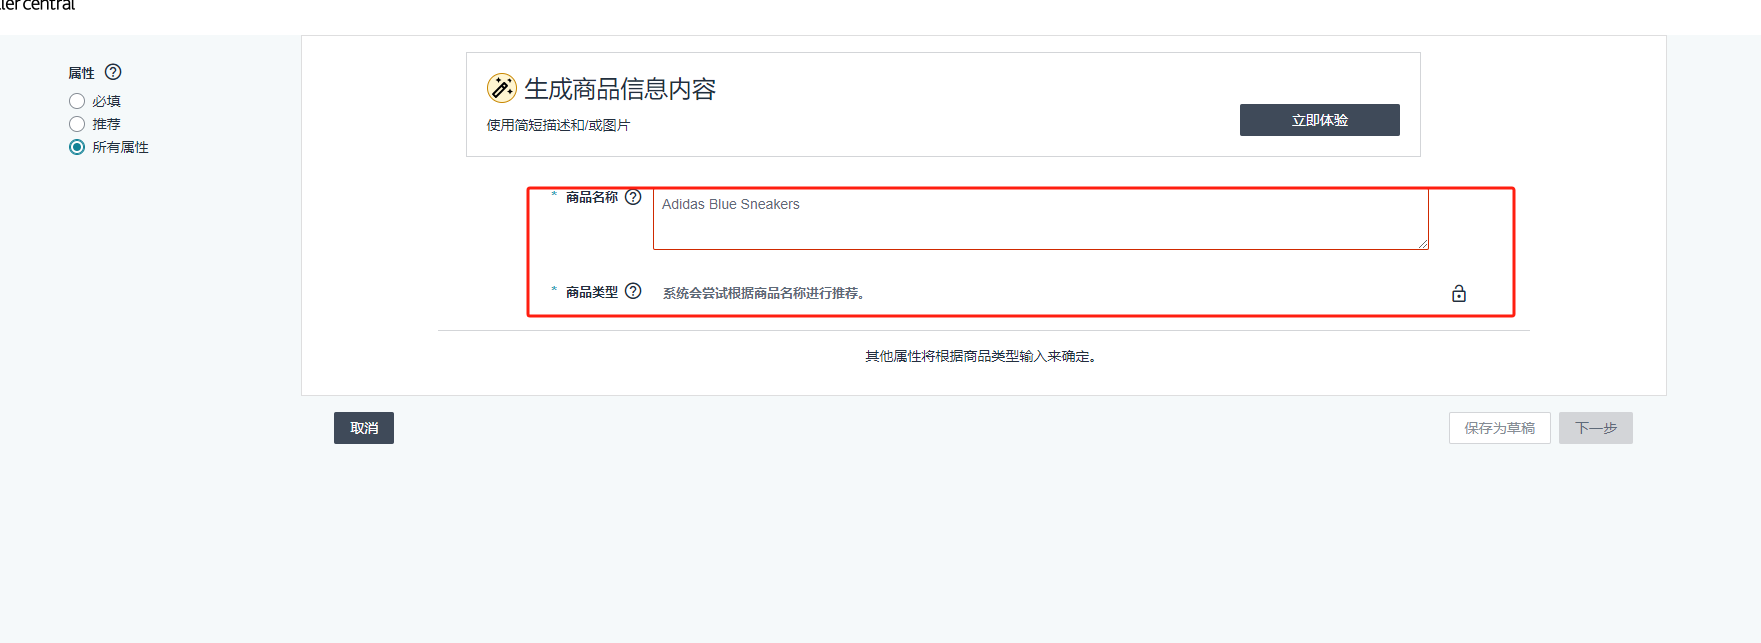 central
属性
必填
推荐
所有属性
生成商品信息内容
使用简短描述和/或图片
立即体验
* 商品名称
Adidas Blue Sneakers
* 商品类型 系统会尝试根据商品名称进行推荐。
其他属性将根据商品类型输入来确定。
取消 保存为草稿 下一步